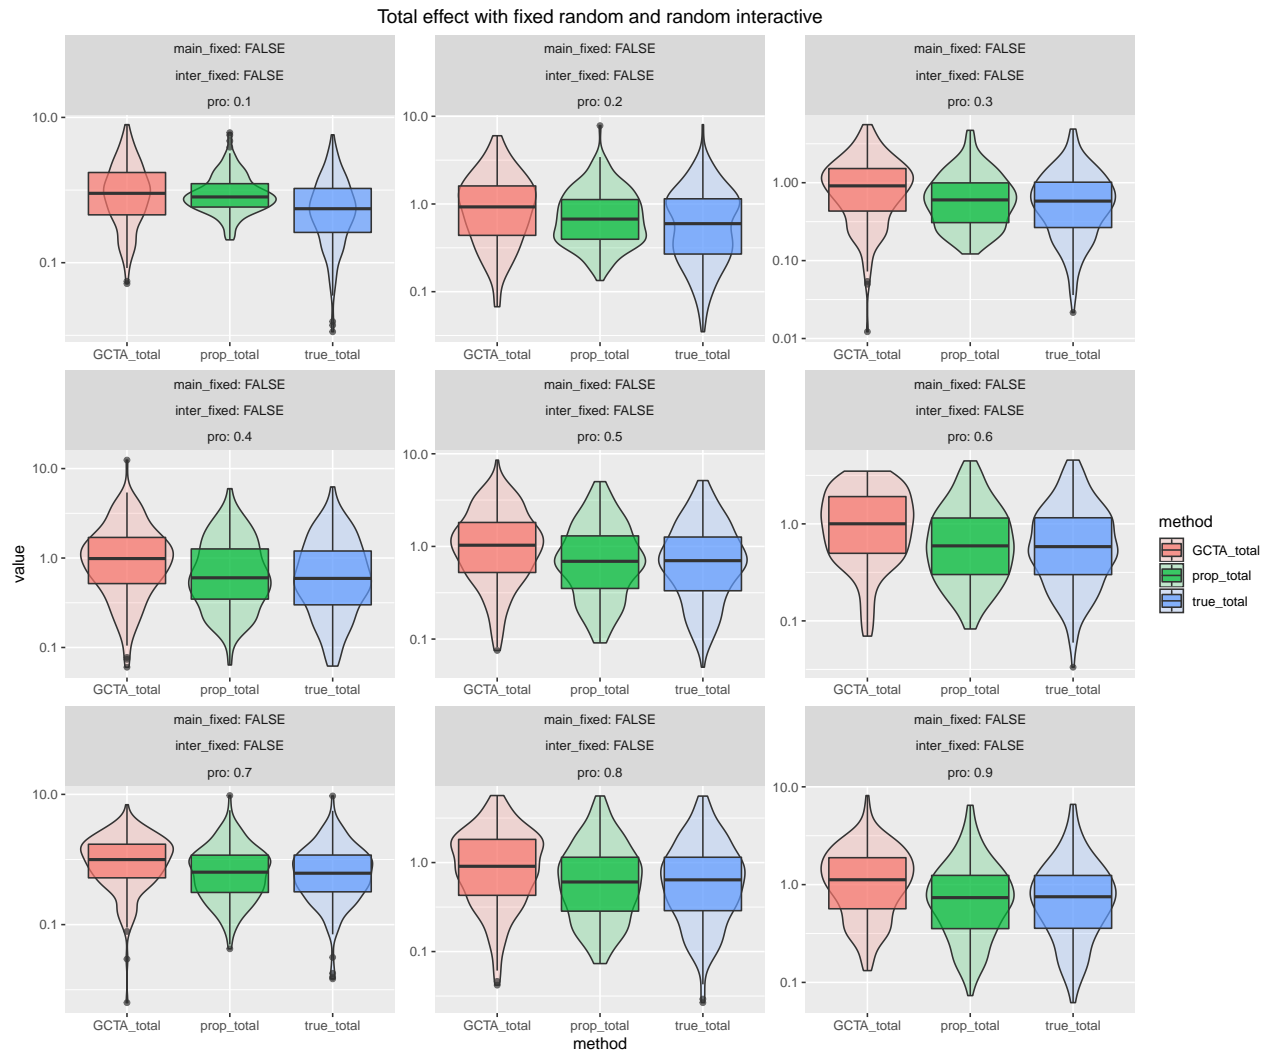 Total effect with fixed random and random interactive
main_fixed: FALSE
inter_fixed: FALSE
pro: 0.1
10.0
0.1
GCTA_total
prop_total
true_total
main_fixed: FALSE
inter_fixed: FALSE
pro: 0.2
10.0
1.0
0.1
GCTA_total
prop_total
true_total
main_fixed: FALSE
inter_fixed: FALSE
pro: 0.3
1.00
0.10
0.01
GCTA_total
prop_total
true_total
main_fixed: FALSE
inter_fixed: FALSE
pro: 0.4
10.0
1.0
0.1
GCTA_total
prop_total
true_total
main_fixed: FALSE
inter_fixed: FALSE
pro: 0.5
10.0
1.0
0.1
GCTA_total
prop_total
true_total
main_fixed: FALSE
inter_fixed: FALSE
pro: 0.6
1.0
0.1
GCTA_total
prop_total
true_total
main_fixed: FALSE
inter_fixed: FALSE
pro: 0.7
10.0
0.1
GCTA_total
prop_total
true_total
main_fixed: FALSE
inter_fixed: FALSE
pro: 0.8
1.0
0.1
GCTA_total
prop_total
true_total
main_fixed: FALSE
inter_fixed: FALSE
pro: 0.9
10.0
1.0
0.1
GCTA_total
prop_total
true_total
value
method
method
GCTA_total
prop_total
true_total